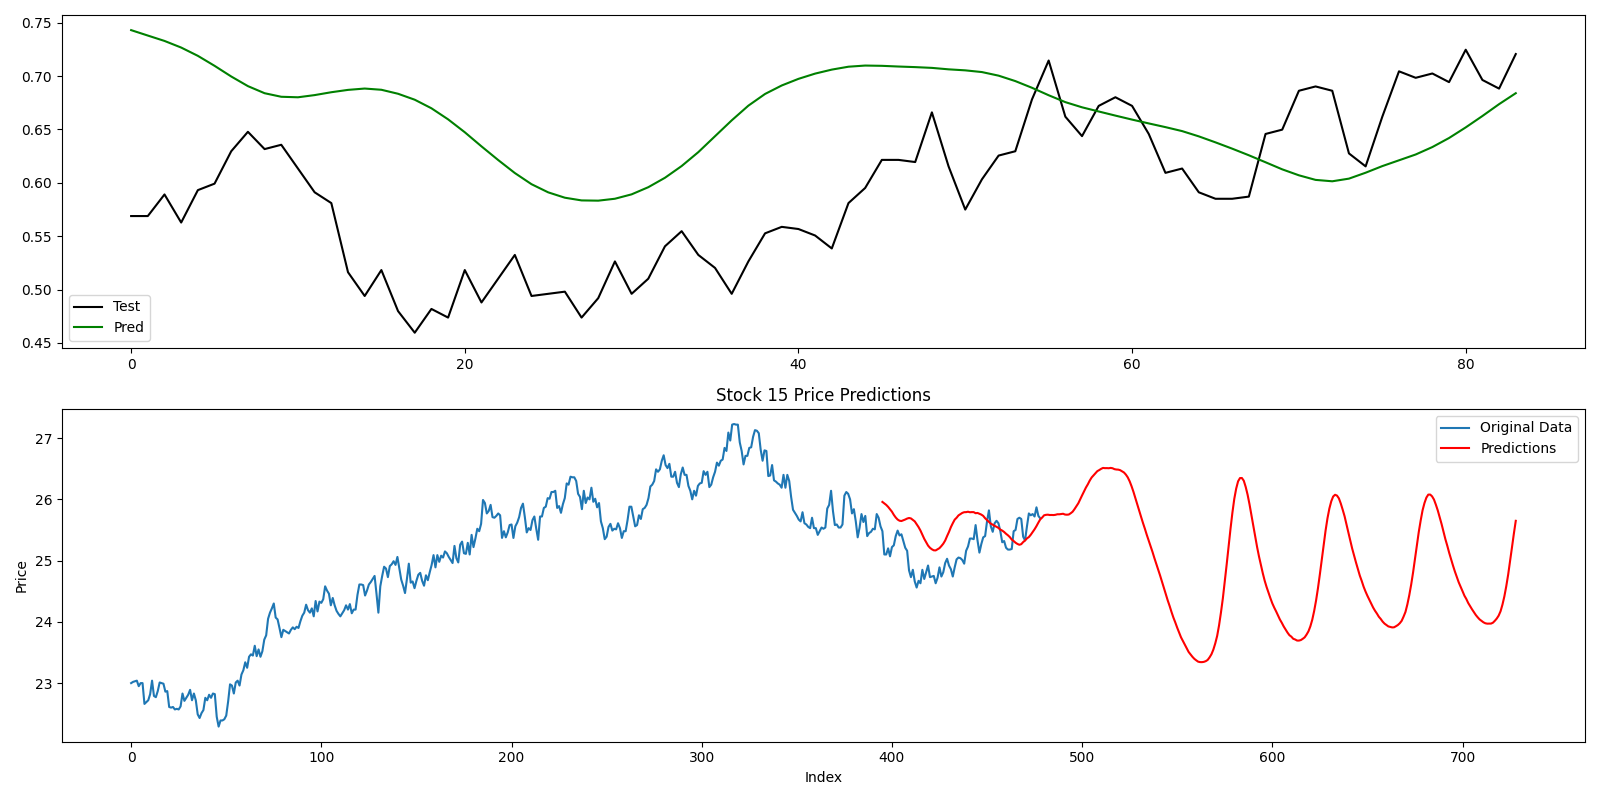 0.75
0.70
0.65
0.60
0.55
0.50
0.45
Test
Pred
0 20 40 60 80
Stock 15 Price Predictions
Original Data
Predictions
27
26
25
24
23
Price
0 100 200 300 400 500 600 700
Index